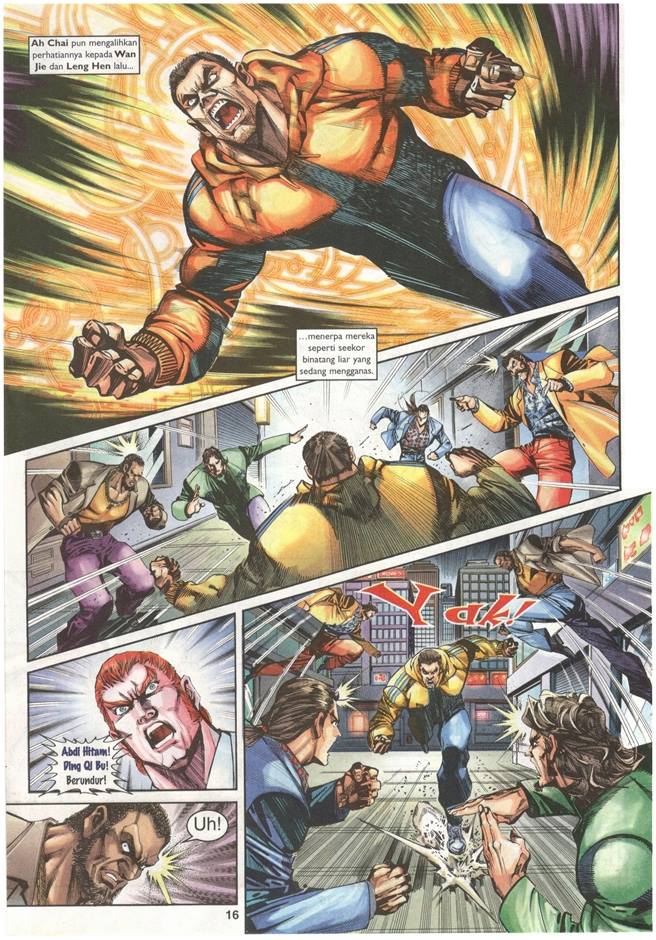 Ah Chai pun mengalihkan
perhatiannya kepada Wan
Jie dan Leng Hen lalu...
...menerpa mereka
seperti seekor
binatang liar yang
sedang mengganas.
Yak!
Abdi Hitam!
Ding Qi Bu!
Berundur!
Uh!
16